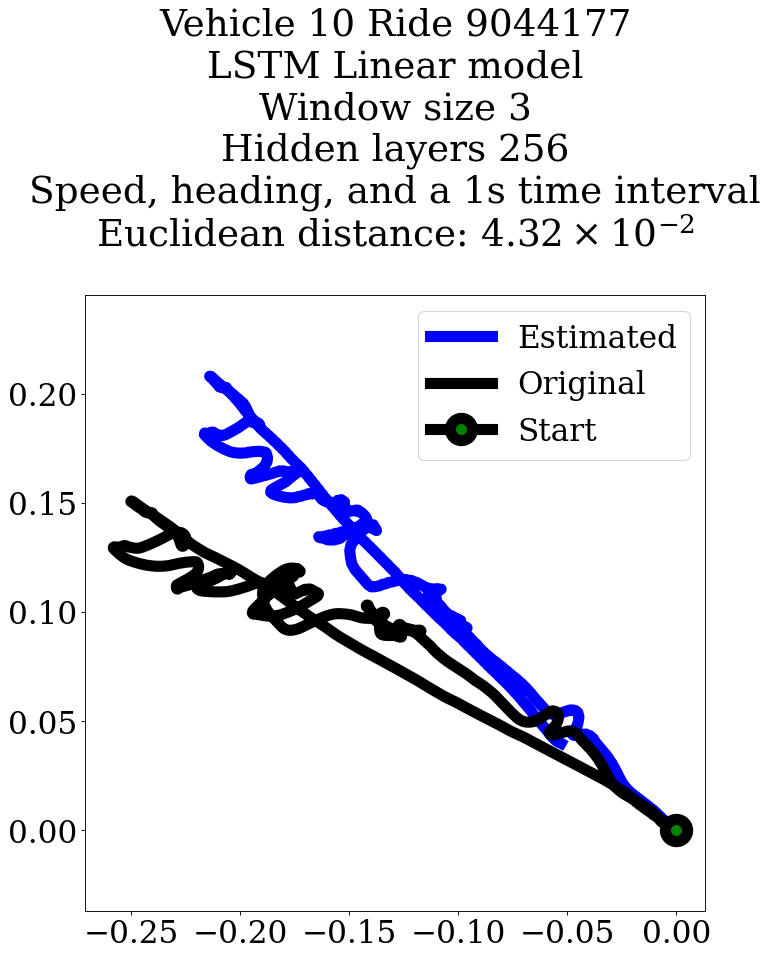 Vehicle 10 Ride 9044177
LSTM Linear model
Window size 3
Hidden layers 256
Speed, heading, and a 1s time interval
Euclidean distance: 4.32 × 10⁻²
Estimated
Original
Start
0.20
0.15
0.10
0.05
0.00
−0.25 −0.20 −0.15 −0.10 −0.05 0.00